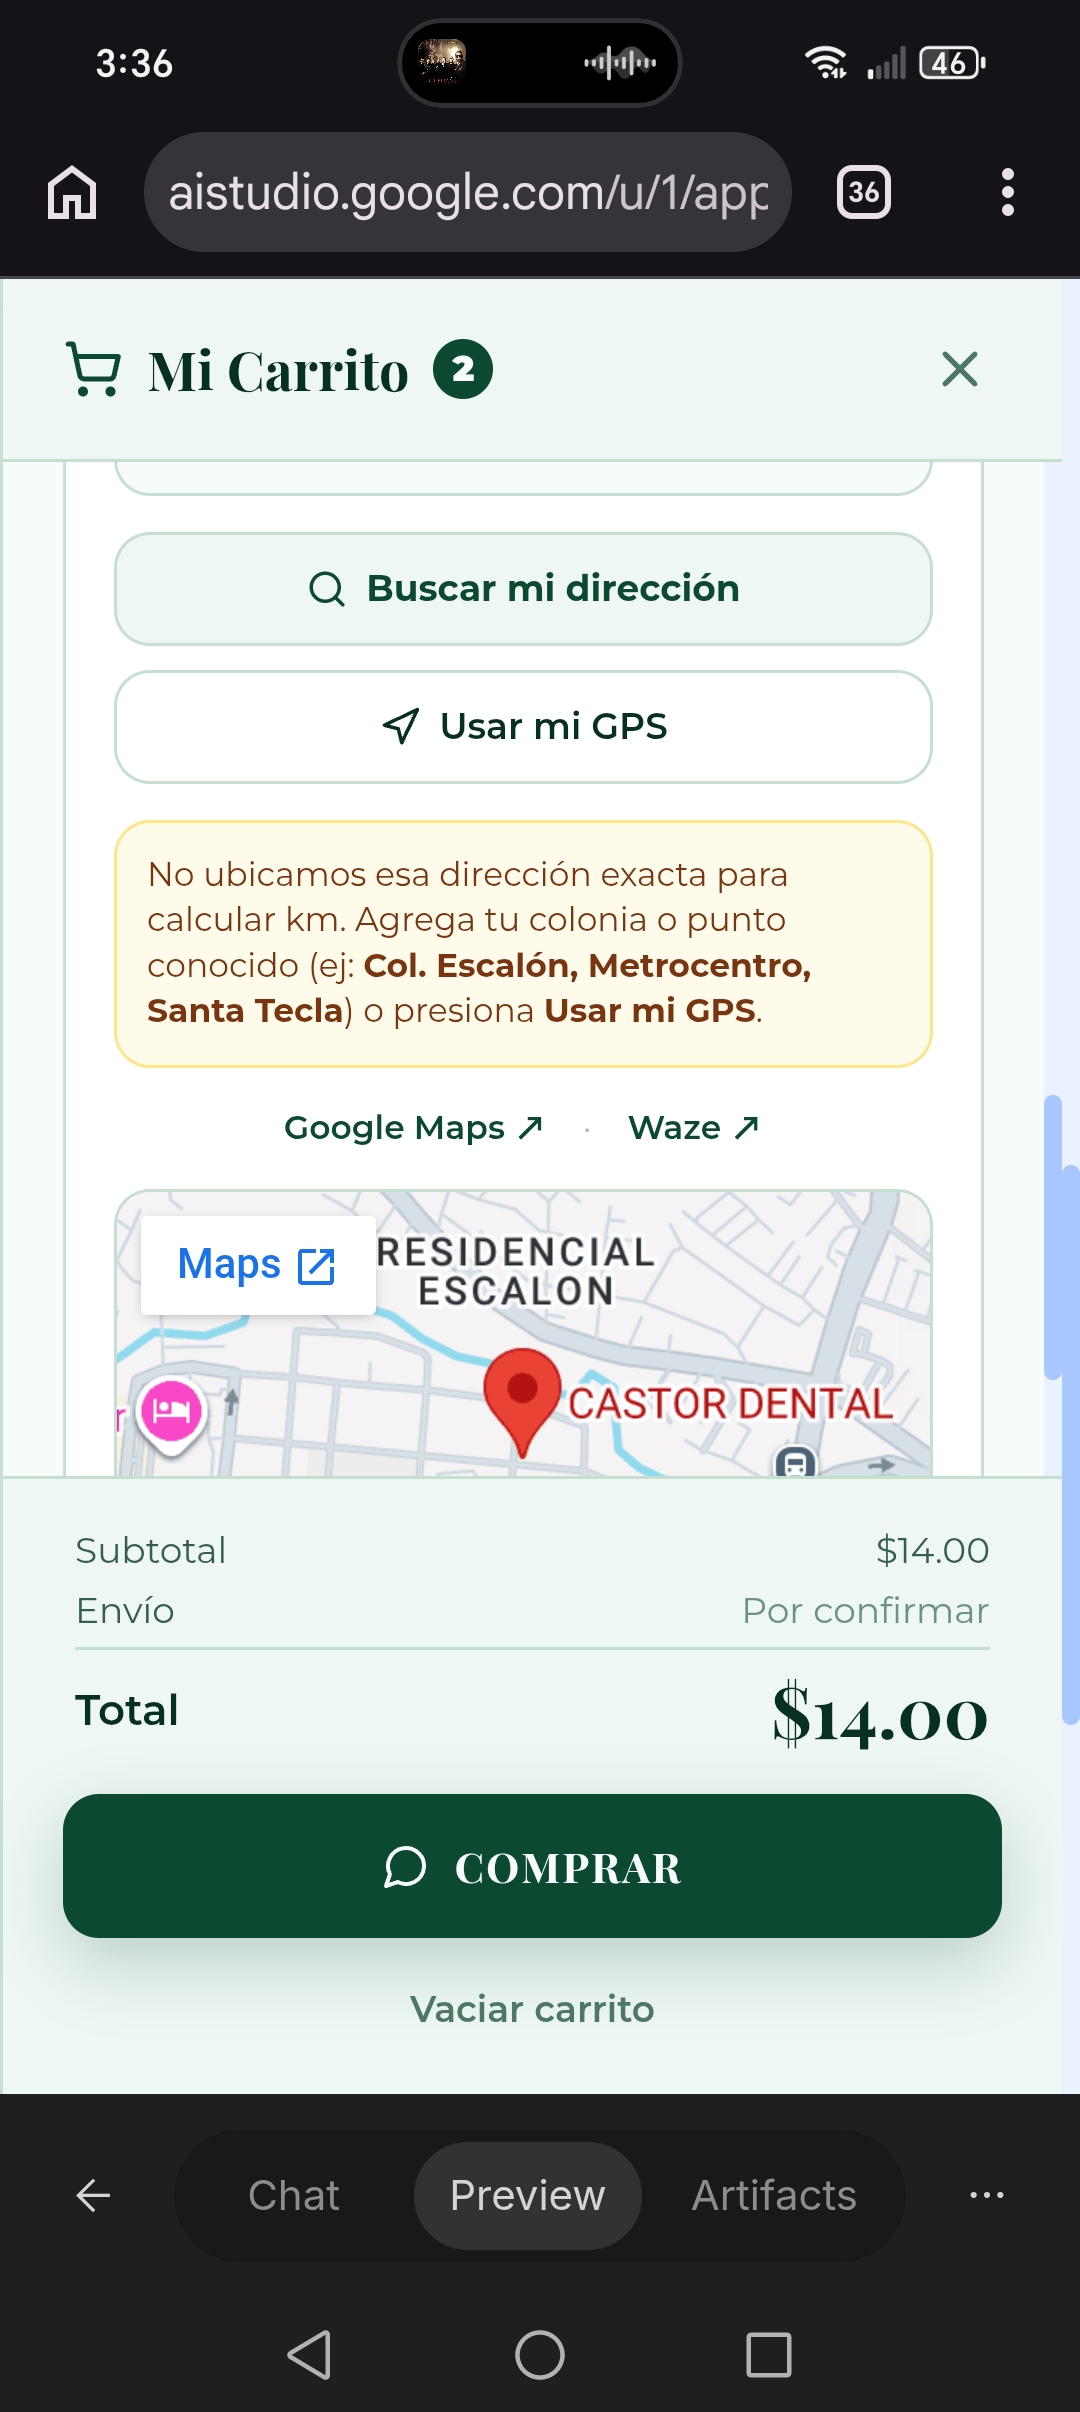 3:36
46
aistudio.google.com/u/1/app
36
Mi Carrito 2
Buscar mi dirección
Usar mi GPS
No ubicamos esa dirección exacta para
calcular km. Agrega tu colonia o punto
conocido (ej: Col. Escalón, Metrocentro,
Santa Tecla) o presiona Usar mi GPS.
Google Maps ↗ · Waze ↗
Maps
RESIDENCIAL
ESCALON
CASTOR DENTAL
r
Subtotal $14.00
Envío Por confirmar
Total $14.00
COMPRAR
Vaciar carrito
Chat Preview Artifacts